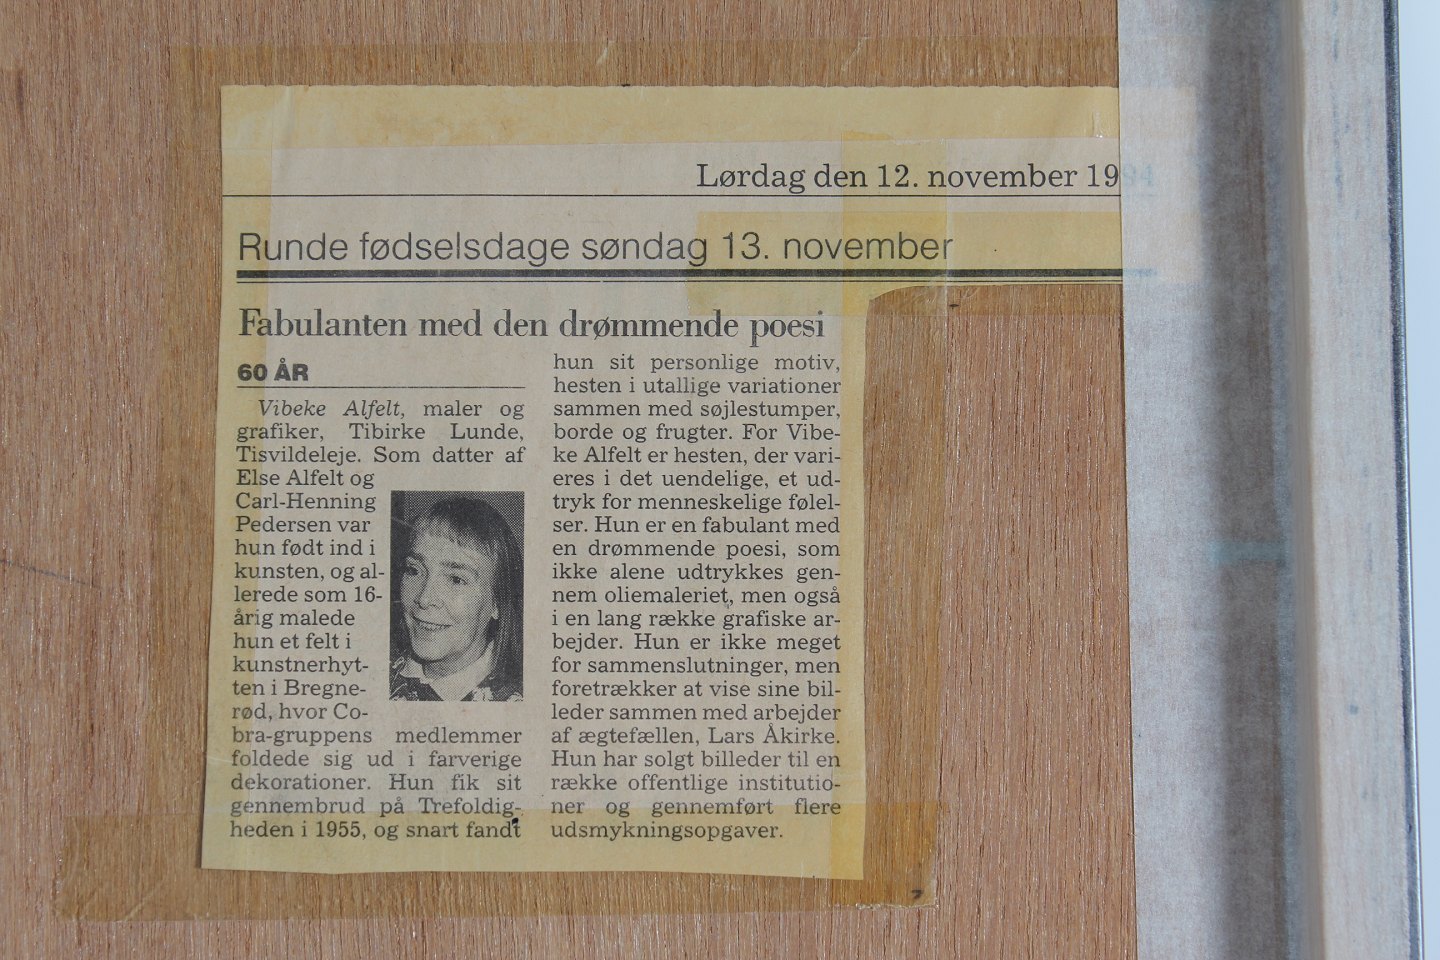 Lørdag den 12. november 1994
Runde fødselsdage søndag 13. november
Fabulanten med den drømmende poesi
60 ÅR
Vibeke Alfelt, maler og
grafiker, Tibirke Lunde,
Tisvildeleje. Som datter af
Else Alfelt og
Carl-Henning
Pedersen var
hun født ind i
kunsten, og al-
lerede som 16-
årig malede
hun et felt i
kunstnerhyt-
ten i Bregne-
rød, hvor Co-
bra-gruppens medlemmer
foldede sig ud i farverige
dekorationer. Hun fik sit
gennembrud på Trefoldig-
heden i 1955, og snart fandt
hun sit personlige motiv,
hesten i utallige variationer
sammen med søjlestumper,
borde og frugter. For Vibe-
ke Alfelt er hesten, der vari-
eres i det uendelige, et ud-
tryk for menneskelige følel-
ser. Hun er en fabulant med
en drømmende poesi, som
ikke alene udtrykkes gen-
nem oliemaleriet, men også
i en lang række grafiske ar-
bejder. Hun er ikke meget
for sammenslutninger, men
foretrækker at vise sine bil-
leder sammen med arbejder
af ægtefællen, Lars Åkirke.
Hun har solgt billeder til en
række offentlige institutio-
ner og gennemført flere
udsmykningsopgaver.